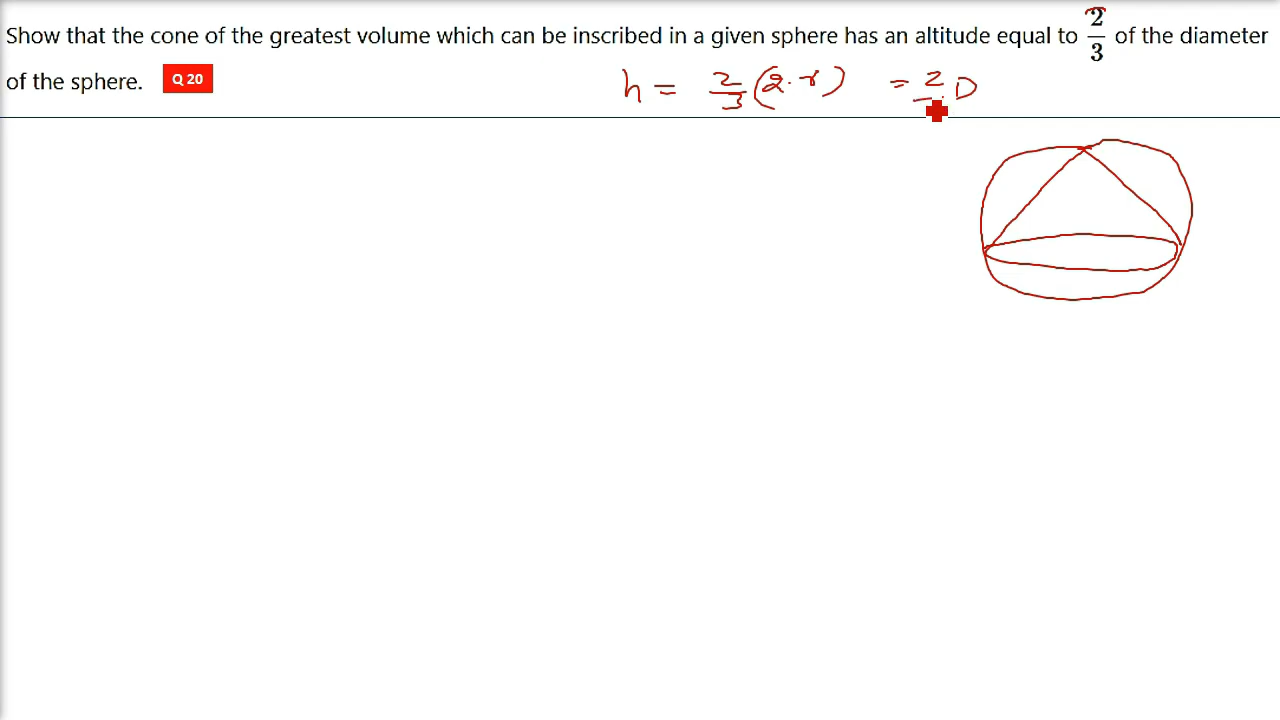 Show that the cone of the greatest volume which can be inscribed in a given sphere has an altitude equal to 2/3 of the diameter
of the sphere. Q 20
h = 2/3 (2·r) = 2/ D